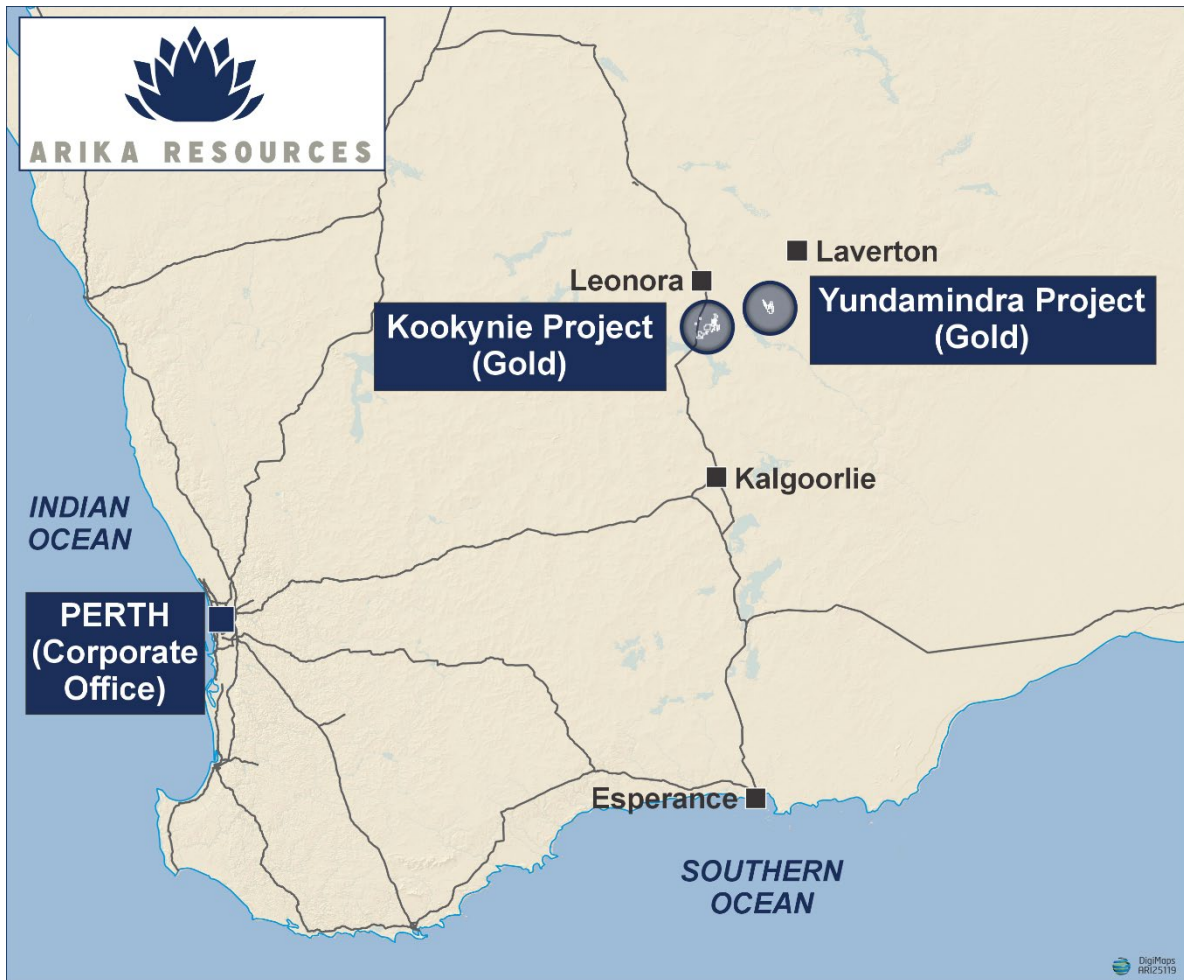 ARIKA RESOURCES
Laverton
Leonora
Kookynie Project
(Gold)
Yundamindra Project
(Gold)
Kalgoorlie
INDIAN
OCEAN
PERTH
(Corporate
Office)
Esperance
SOUTHERN
OCEAN
DigiMaps
ARI25119